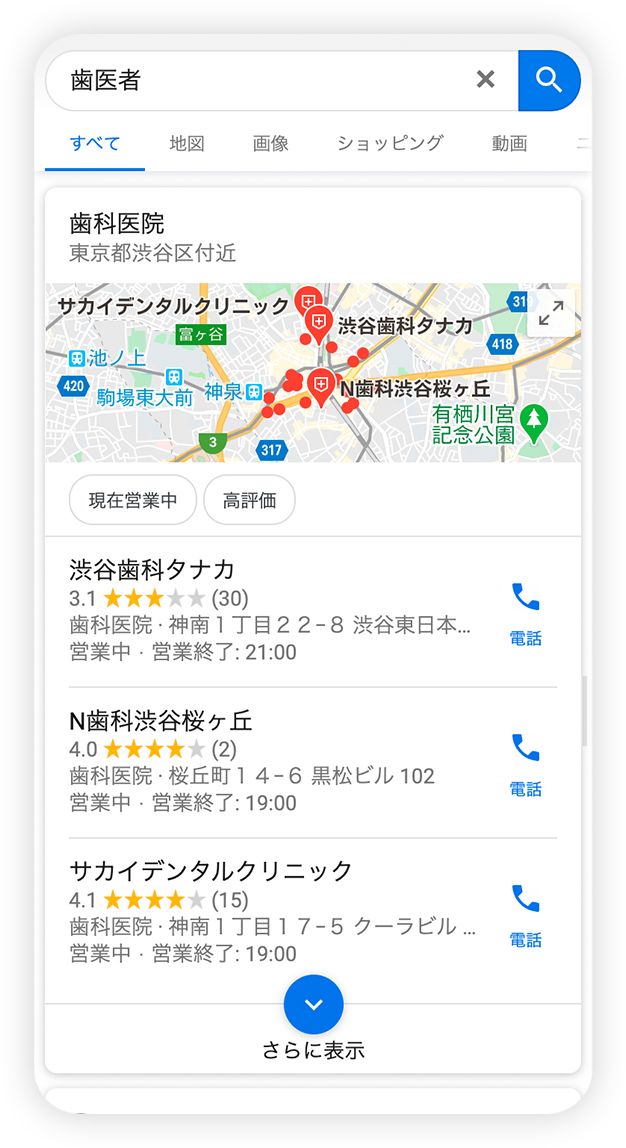 歯医者
すべて 地図 画像 ショッピング 動画
歯科医院
東京都渋谷区付近
サカイデンタルクリニック
319
渋谷歯科タナカ
富ヶ谷
418
池ノ上
420
駒場東大前
神泉
N歯科渋谷桜ヶ丘
有栖川宮
記念公園
3
317
現在営業中 高評価
渋谷歯科タナカ
3.1 ★★★★★ (30)
歯科医院 · 神南1丁目22−8 渋谷東日本...
営業中 · 営業終了: 21:00
電話
N歯科渋谷桜ヶ丘
4.0 ★★★★★ (2)
歯科医院 · 桜丘町14−6 黒松ビル 102
営業中 · 営業終了: 19:00
電話
サカイデンタルクリニック
4.1 ★★★★★ (15)
歯科医院 · 神南1丁目17−5 クーラビル ...
営業中 · 営業終了: 19:00
電話
さらに表示